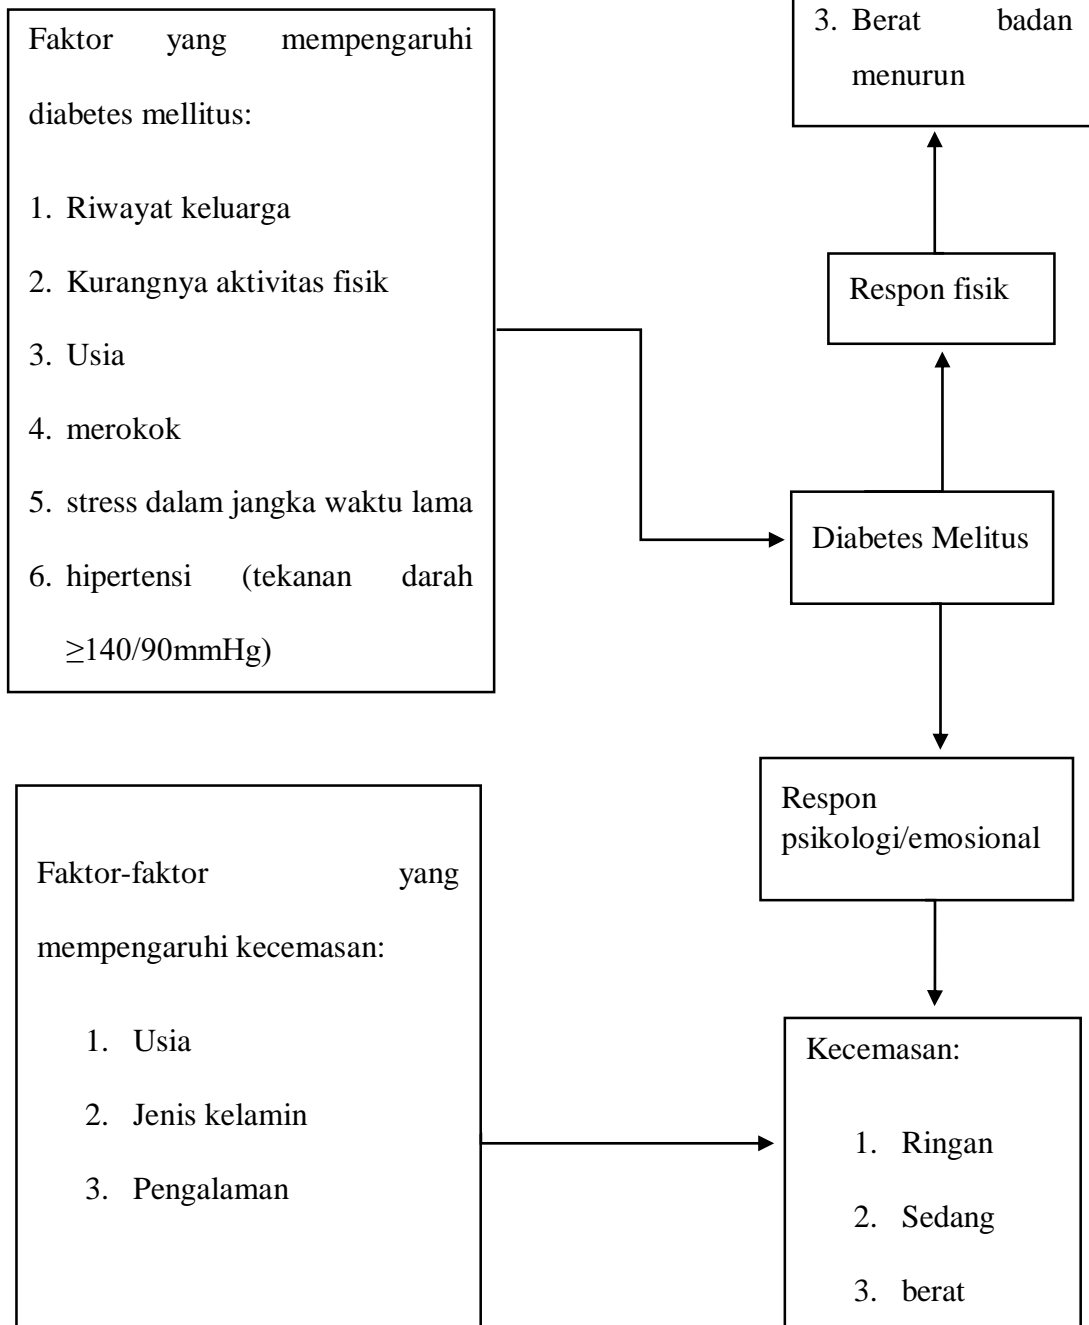 Faktor yang mempengaruhi
diabetes mellitus:
1. Riwayat keluarga
2. Kurangnya aktivitas fisik
3. Usia
4. merokok
5. stress dalam jangka waktu lama
6. hipertensi (tekanan darah
≥140/90mmHg)
3. Berat badan
menurun
Respon fisik
Diabetes Melitus
Respon
psikologi/emosional
Faktor-faktor yang
mempengaruhi kecemasan:
1. Usia
2. Jenis kelamin
3. Pengalaman
Kecemasan:
1. Ringan
2. Sedang
3. berat